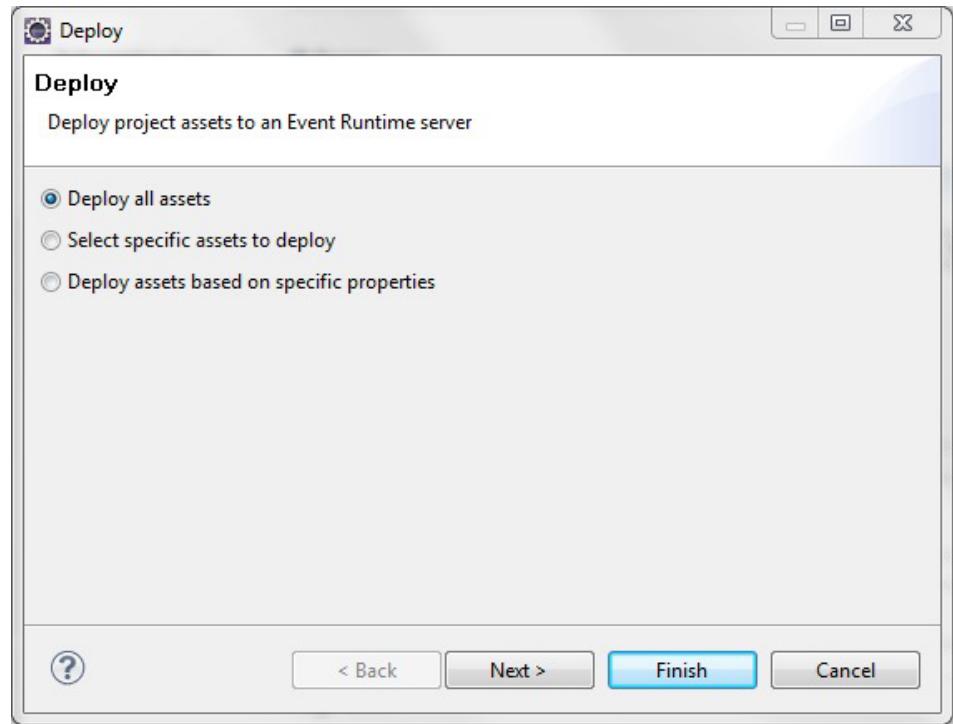 Deploy
Deploy
Deploy project assets to an Event Runtime server
Deploy all assets
Select specific assets to deploy
Deploy assets based on specific properties
?
< Back
Next >
Finish
Cancel